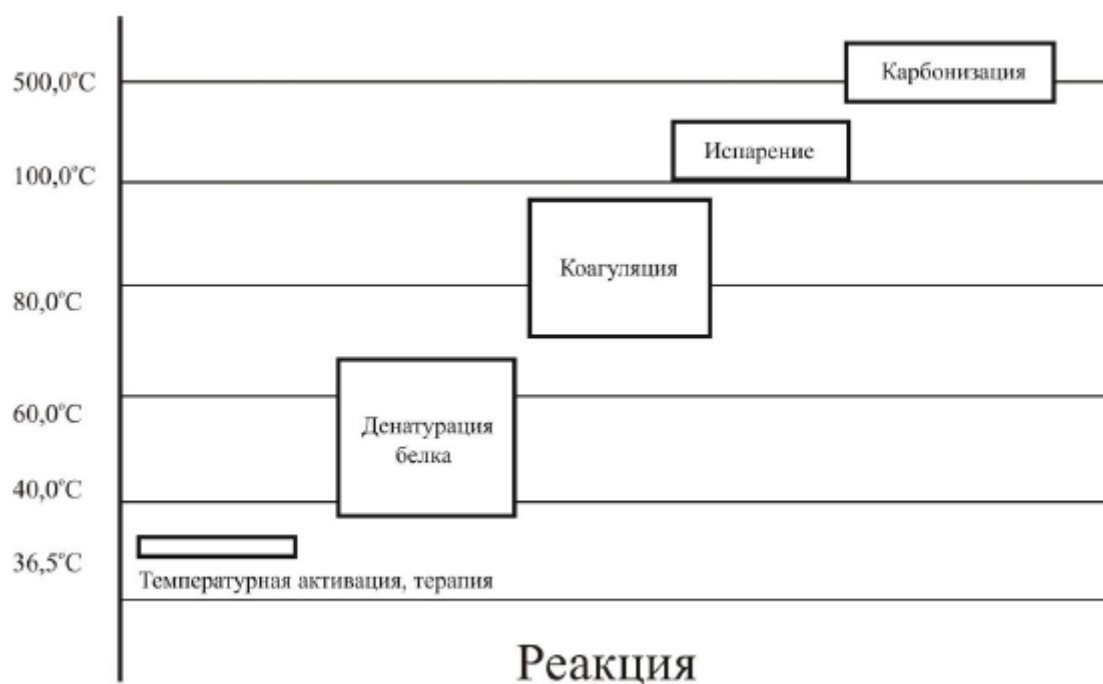 500,0°C
Карбонизация
Испарение
100,0°C
Коагуляция
80,0°C
60,0°C
Денатурация
белка
40,0°C
36,5°C
Температурная активация, терапия
Реакция